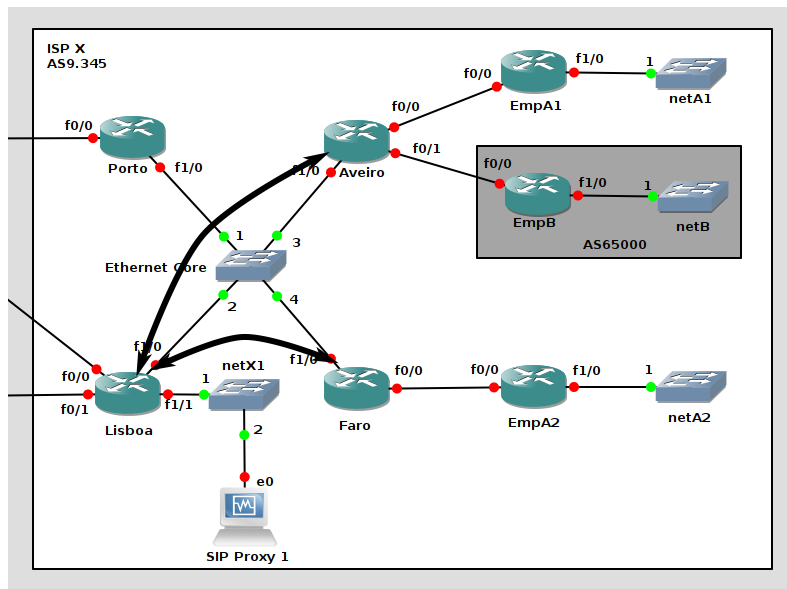 ISP X
AS9.345
f0/0
Porto
f1/0
f0/0
f0/1
f1/0
Aveiro
f0/0
f1/0
1
EmpA1
netA1
f0/0
f1/0
1
EmpB
netB
AS65000
1
3
Ethernet Core
2
4
f1/0
f0/0
f0/1
f1/1
Lisboa
netX1
1
2
f1/0
f0/0
Faro
f0/0
f1/0
1
EmpA2
netA2
e0
SIP Proxy 1